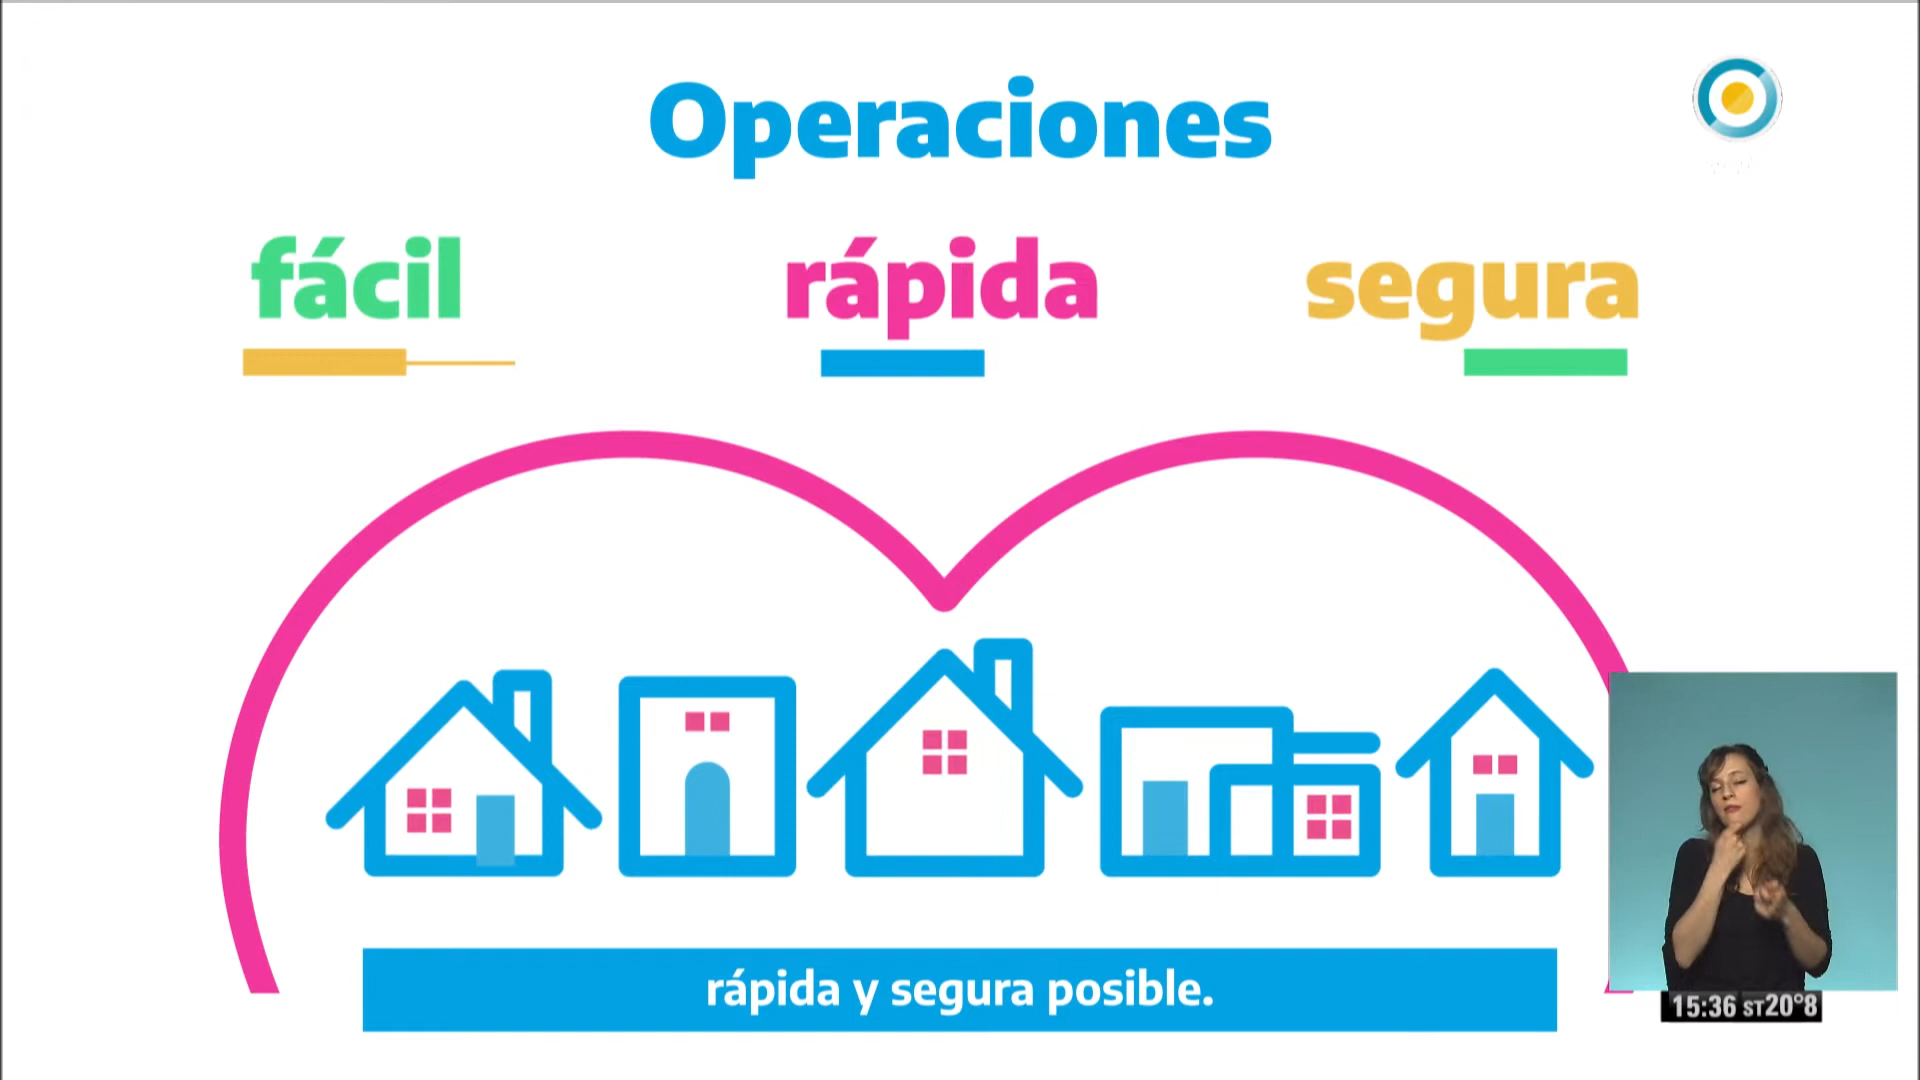 Operaciones
fácil rápida segura
rápida y segura posible.
15:36 ST20°8